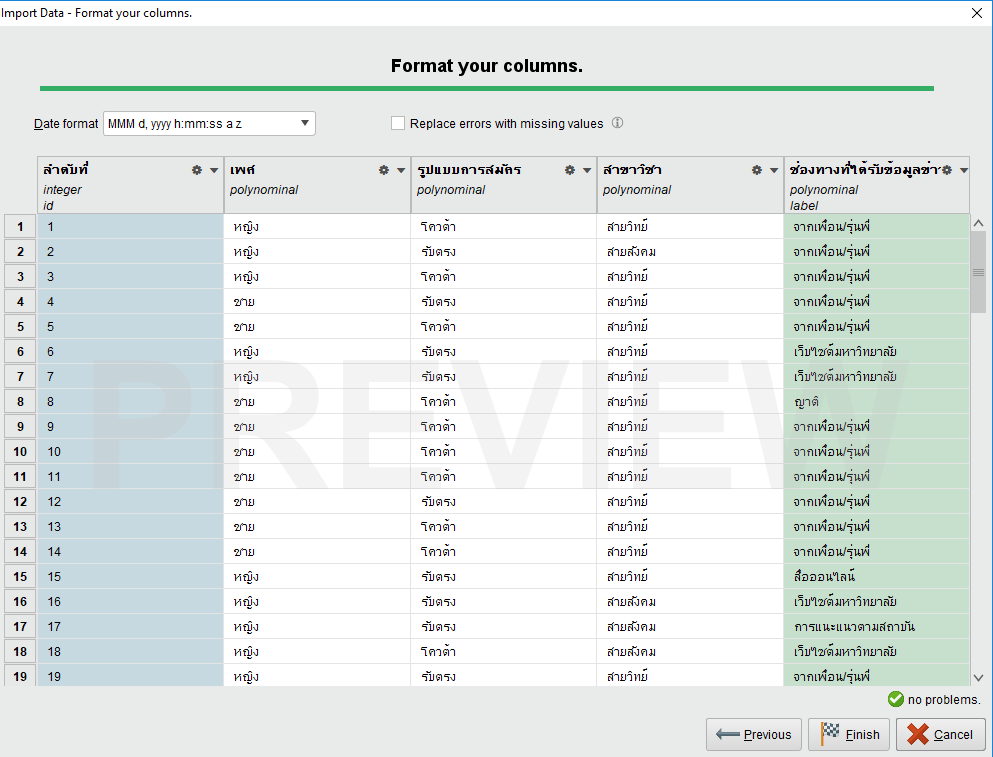 Import Data - Format your columns.
Format your columns.
Date format MMM d, yyyy h:mm:ss a z Replace errors with missing values
ลำดับที่ เพศ รูปแบบการสมัคร สาขาวิชา ช่องทางที่ได้รับข้อมูลข่า
integer polynominal polynominal polynominal polynominal
id label
1 1 หญิง โควต้า สายวิทย์ จากเพื่อน/รุ่นพี่
2 2 หญิง รับตรง สายสังคม จากเพื่อน/รุ่นพี่
3 3 หญิง โควต้า สายวิทย์ จากเพื่อน/รุ่นพี่
4 4 ชาย รับตรง สายวิทย์ จากเพื่อน/รุ่นพี่
5 5 ชาย โควต้า สายวิทย์ จากเพื่อน/รุ่นพี่
6 6 หญิง รับตรง สายวิทย์ เว็บไซต์มหาวิทยาลัย
7 7 หญิง รับตรง สายวิทย์ เว็บไซต์มหาวิทยาลัย
8 8 ชาย โควต้า สายวิทย์ ญาติ
9 9 ชาย โควต้า สายวิทย์ จากเพื่อน/รุ่นพี่
10 10 ชาย โควต้า สายวิทย์ จากเพื่อน/รุ่นพี่
11 11 ชาย โควต้า สายวิทย์ จากเพื่อน/รุ่นพี่
12 12 ชาย รับตรง สายวิทย์ จากเพื่อน/รุ่นพี่
13 13 ชาย โควต้า สายวิทย์ จากเพื่อน/รุ่นพี่
14 14 ชาย โควต้า สายวิทย์ จากเพื่อน/รุ่นพี่
15 15 หญิง รับตรง สายวิทย์ สื่อออนไลน์
16 16 หญิง รับตรง สายสังคม เว็บไซต์มหาวิทยาลัย
17 17 หญิง รับตรง สายสังคม การแนะแนวตามสถาบัน
18 18 หญิง โควต้า สายสังคม เว็บไซต์มหาวิทยาลัย
19 19 หญิง รับตรง สายวิทย์ จากเพื่อน/รุ่นพี่
PREVIEW
no problems.
Previous Finish Cancel